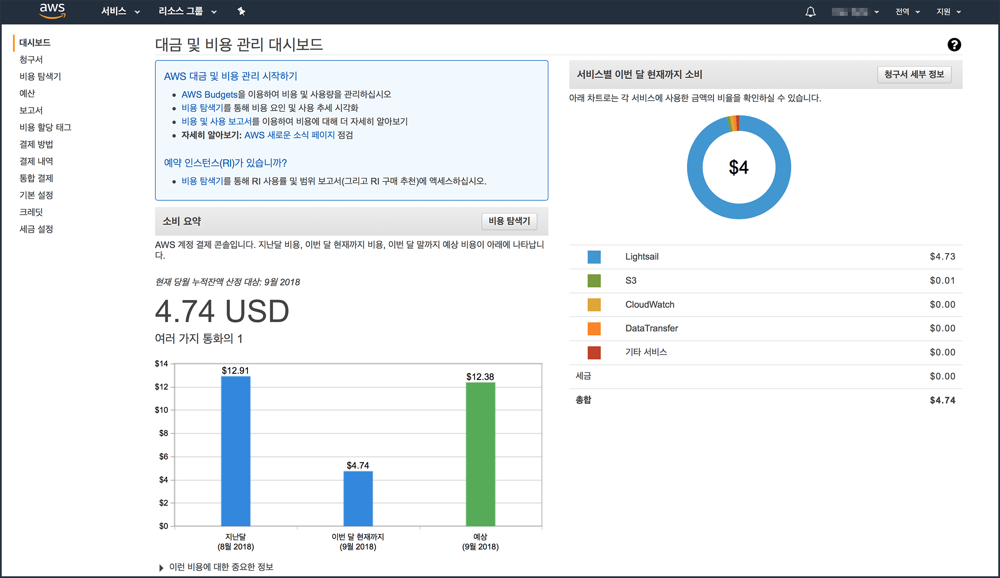 aws
서비스
리소스 그룹
전역
지원
대시보드
청구서
비용 탐색기
예산
보고서
비용 할당 태그
결제 방법
결제 내역
통합 결제
기본 설정
크레딧
세금 설정
대금 및 비용 관리 대시보드
?
AWS 대금 및 비용 관리 시작하기
AWS Budgets을 이용하여 비용 및 사용량을 관리하십시오
비용 탐색기를 통해 비용 요인 및 사용 추세 시각화
비용 및 사용 보고서를 이용하여 비용에 대해 더 자세히 알아보기
자세히 알아보기: AWS 새로운 소식 페이지 점검
예약 인스턴스(RI)가 있습니까?
비용 탐색기를 통해 RI 사용률 및 범위 보고서(그리고 RI 구매 추천)에 액세스하십시오.
소비 요약
비용 탐색기
AWS 계정 결제 콘솔입니다. 지난달 비용, 이번 달 현재까지 비용, 이번 달 말까지 예상 비용이 아래에 나타납니
다.
현재 당월 누적잔액 산정 대상: 9월 2018
4.74 USD
여러 가지 통화의 1
$14
$12
$10
$8
$6
$4
$2
$0
$12.91
$4.74
$12.38
지난달
(8월 2018)
이번 달 현재까지
(9월 2018)
예상
(9월 2018)
이런 비용에 대한 중요한 정보
서비스별 이번 달 현재까지 소비
청구서 세부 정보
아래 차트로는 각 서비스에 사용한 금액의 비율을 확인하실 수 있습니다.
$4
Lightsail $4.73
S3 $0.01
CloudWatch $0.00
DataTransfer $0.00
기타 서비스 $0.00
세금 $0.00
총합 $4.74